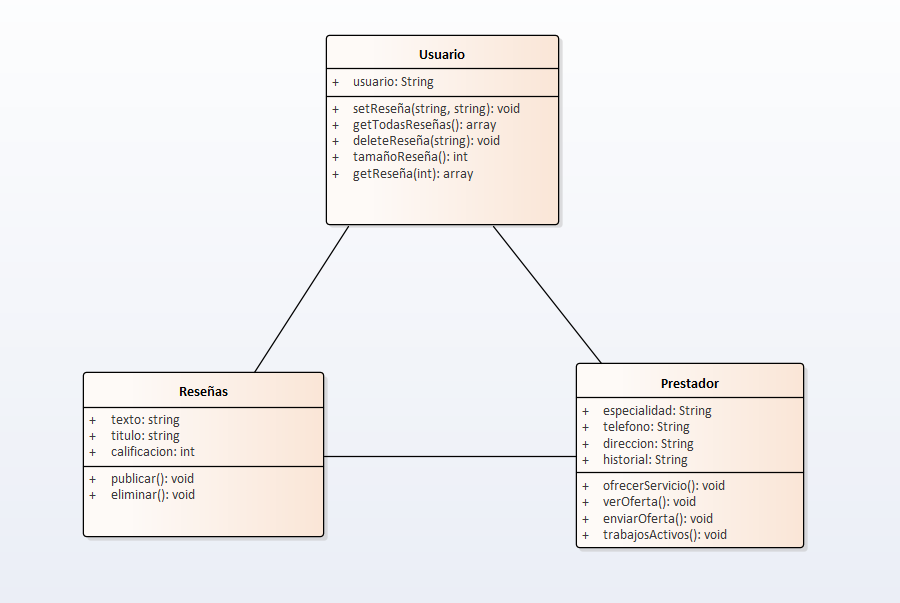 Usuario
+ usuario: String
+ setReseña(string, string): void
+ getTodasReseñas(): array
+ deleteReseña(string): void
+ tamañoReseña(): int
+ getReseña(int): array
Reseñas
+ texto: string
+ titulo: string
+ calificacion: int
+ publicar(): void
+ eliminar(): void
Prestador
+ especialidad: String
+ telefono: String
+ direccion: String
+ historial: String
+ ofrecerServicio(): void
+ verOferta(): void
+ enviarOferta(): void
+ trabajosActivos(): void